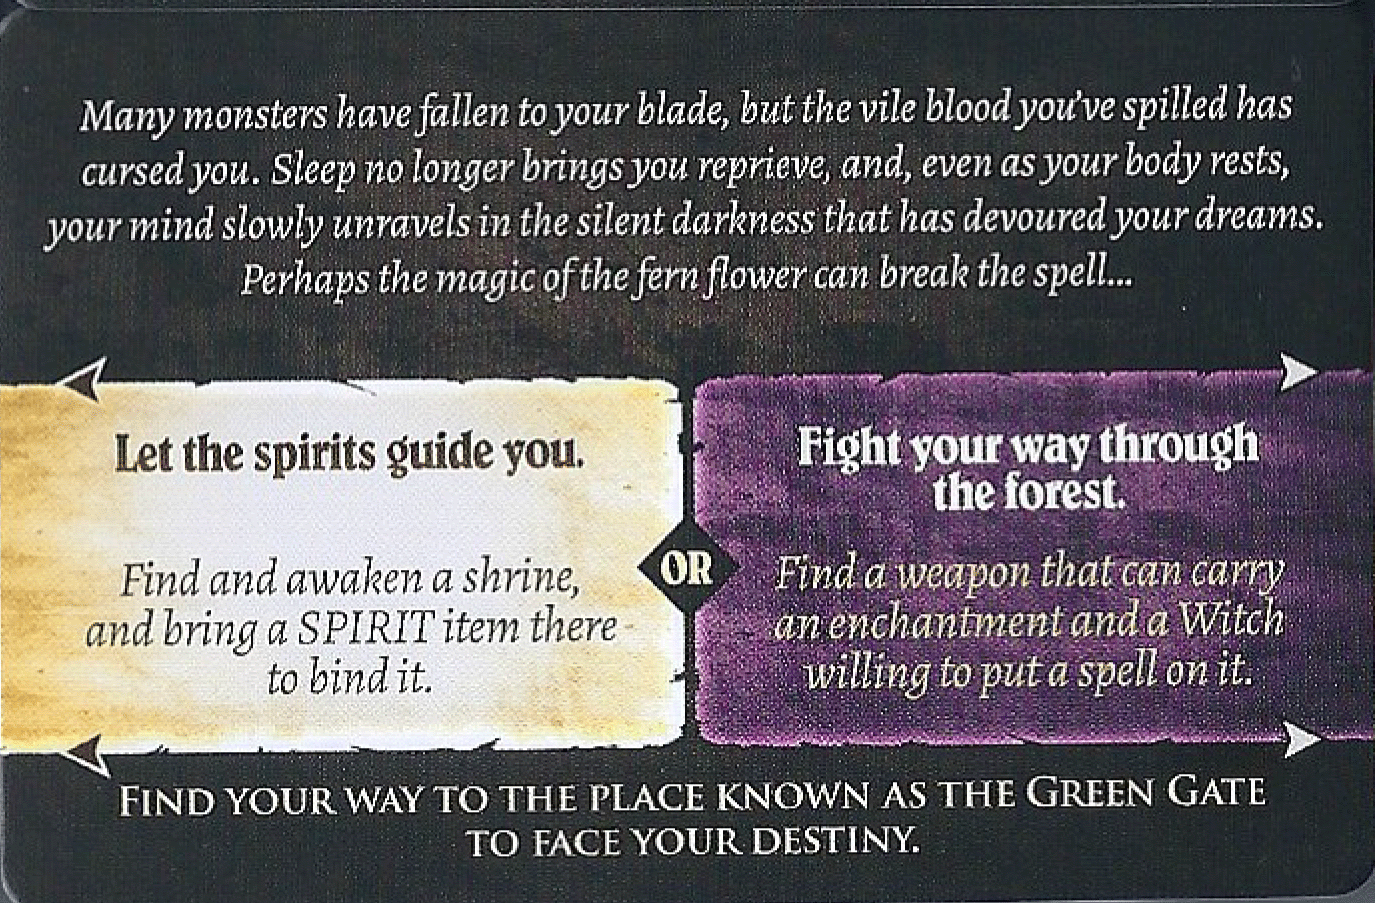 Many monsters have fallen to your blade, but the vile blood you've spilled has
cursed you. Sleep no longer brings you reprieve, and, even as your body rests,
your mind slowly unravels in the silent darkness that has devoured your dreams.
Perhaps the magic of the fern flower can break the spell...
Let the spirits guide you.
Find and awaken a shrine,
and bring a SPIRIT item there
to bind it.
OR
Fight your way through
the forest.
Find a weapon that can carry
an enchantment and a Witch
willing to put a spell on it.
FIND YOUR WAY TO THE PLACE KNOWN AS THE GREEN GATE
TO FACE YOUR DESTINY.